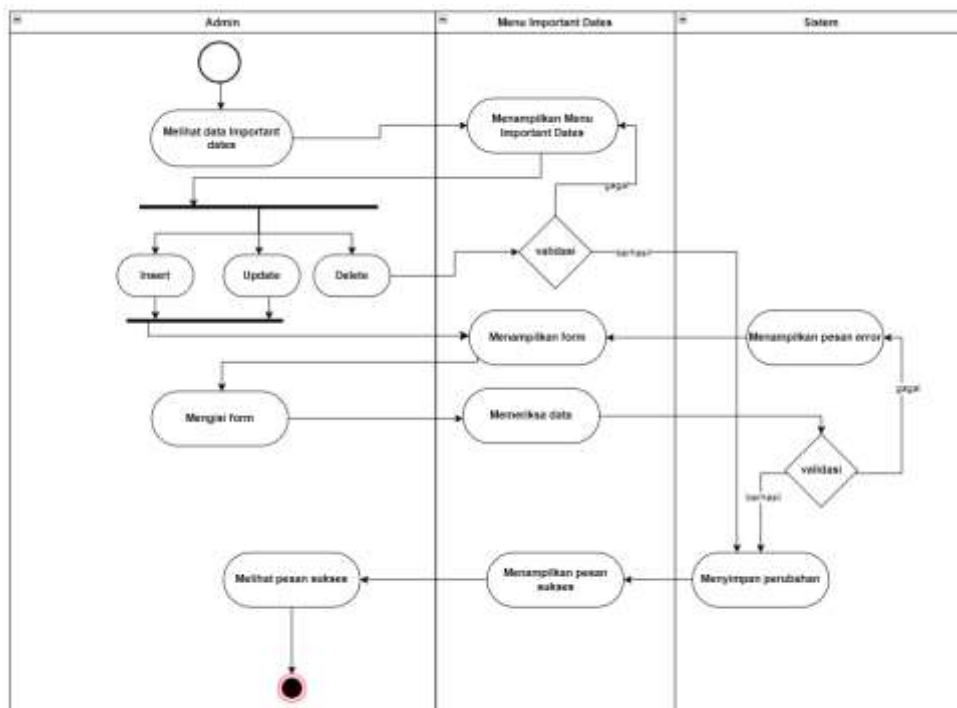 Admin
Menu Important Dates
Sistem
Melihat data Important
dates
Menampilkan Menu
Important Dates
gagal
validasi
berhasil
Insert
Update
Delete
Menampilkan form
Menampilkan pesan error
gagal
Mengisi form
Memeriksa data
validasi
berhasil
Melihat pesan sukses
Menampilkan pesan
sukses
Menyimpan perubahan